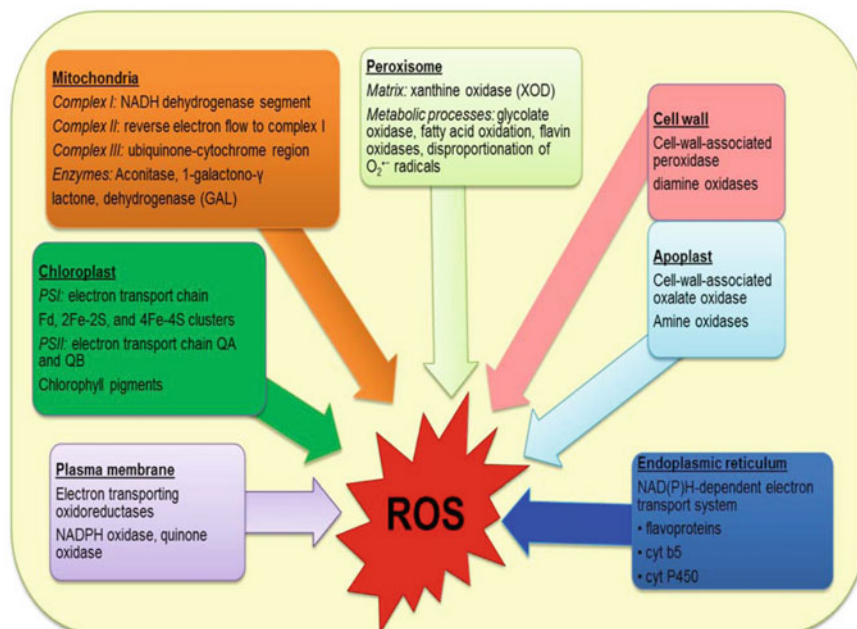 Mitochondria
Complex I: NADH dehydrogenase segment
Complex II: reverse electron flow to complex I
Complex III: ubiquinone-cytochrome region
Enzymes: Aconitase, 1-galactono-γ
lactone, dehydrogenase (GAL)
Peroxisome
Matrix: xanthine oxidase (XOD)
Metabolic processes: glycolate
oxidase, fatty acid oxidation, flavin
oxidases, disproportionation of
O₂•⁻ radicals
Cell wall
Cell-wall-associated
peroxidase
diamine oxidases
Chloroplast
PSI: electron transport chain
Fd, 2Fe-2S, and 4Fe-4S clusters
PSII: electron transport chain QA and
and QB
Chlorophyll pigments
Apoplast
Cell-wall-associated
oxalate oxidase
Amine oxidases
Plasma membrane
Electron transporting
oxidoreductases
NADPH oxidase, quinone
oxidase
ROS
Endoplasmic reticulum
NAD(P)H-dependent electron
transport system
• flavoproteins
• cyt b5
• cyt P450